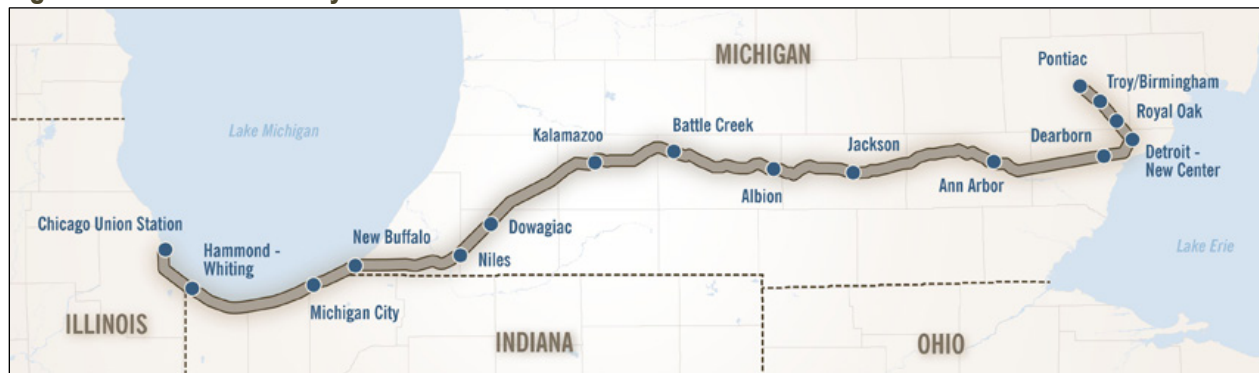 MICHIGAN
Pontiac
Troy/Birmingham
Royal Oak
Lake Michigan
Kalamazoo
Battle Creek
Jackson
Dearborn
Detroit -
New Center
Albion
Ann Arbor
Chicago Union Station
Hammond -
Whiting
New Buffalo
Dowagiac
Niles
Lake Erie
Michigan City
ILLINOIS
INDIANA
OHIO